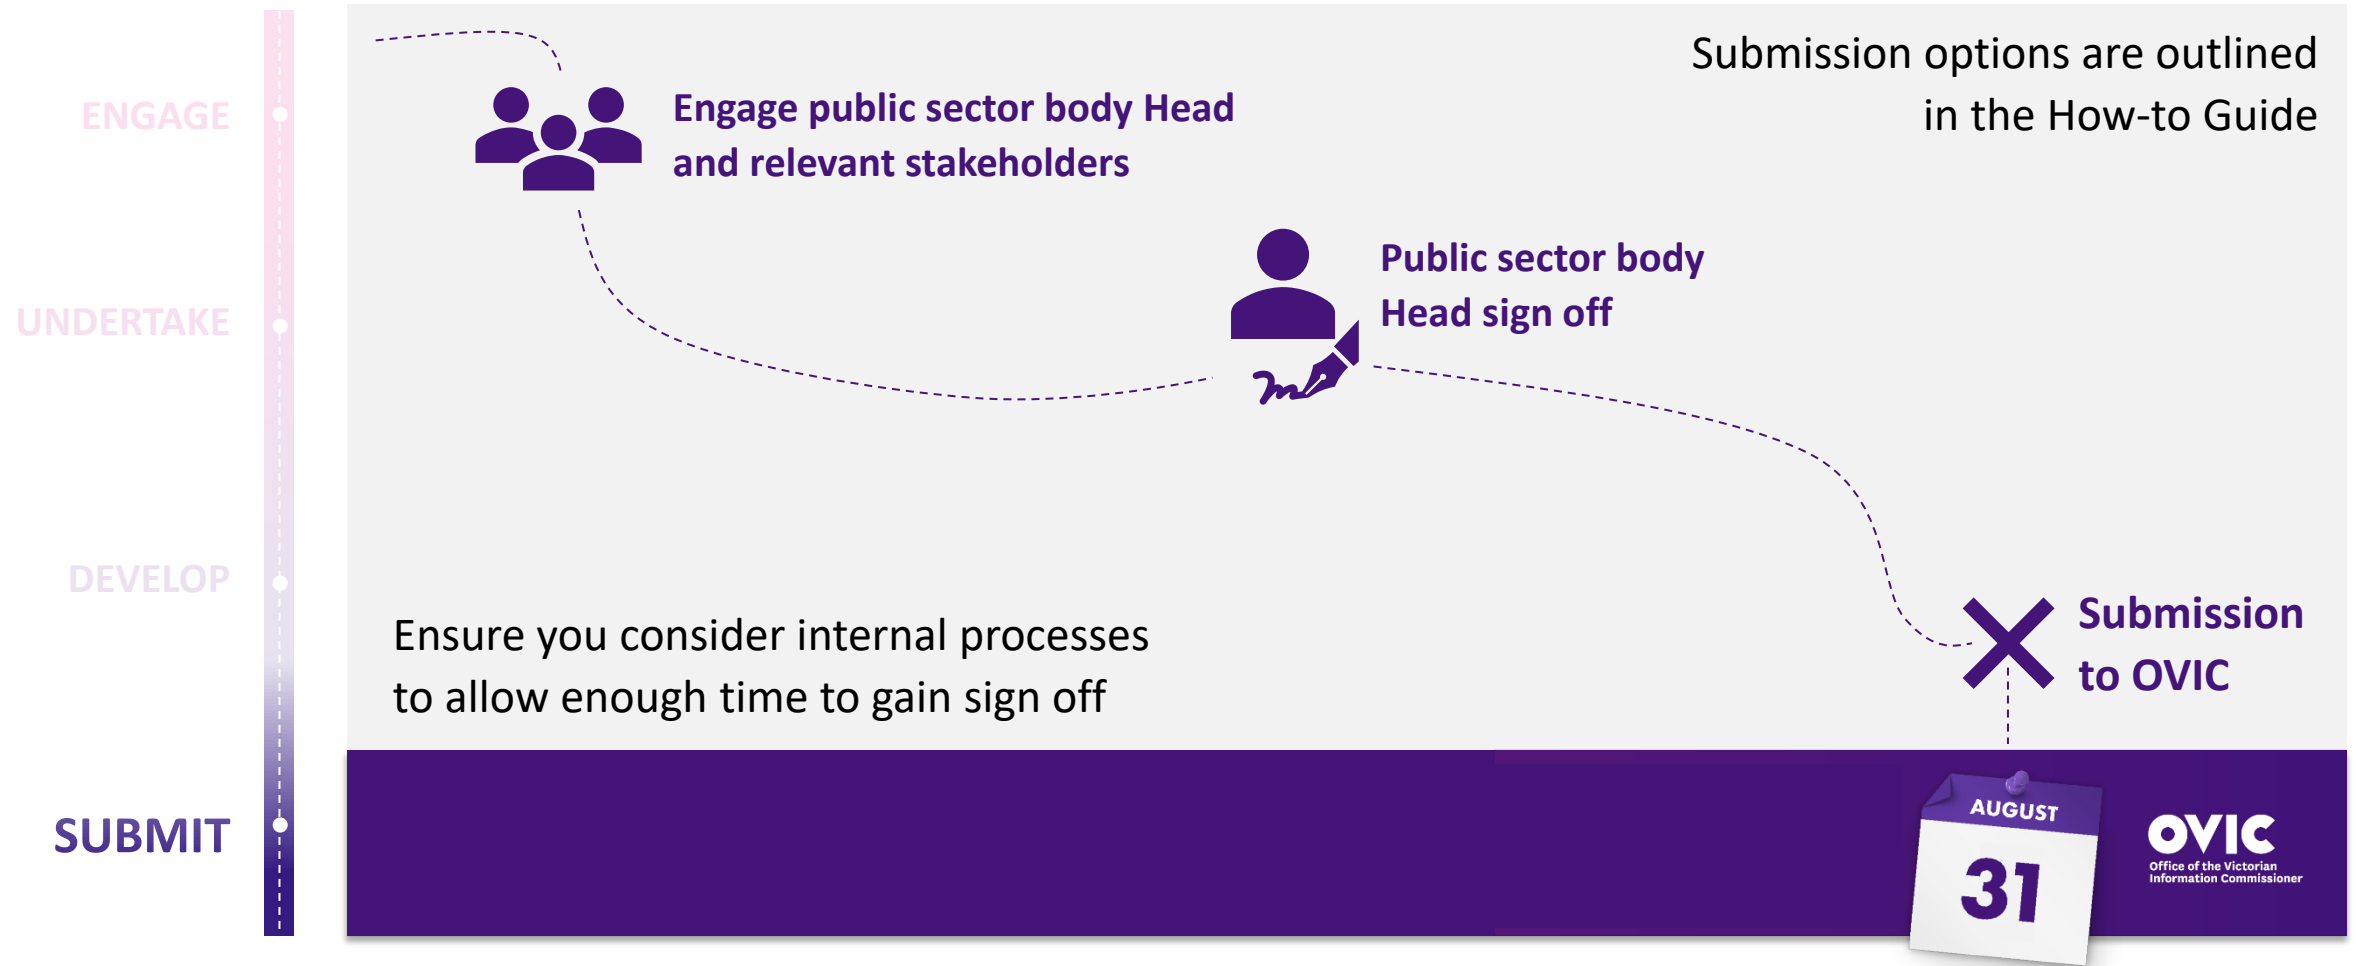 ENGAGE
UNDERTAKE
DEVELOP
SUBMIT
Submission options are outlined
in the How-to Guide
Engage public sector body Head
and relevant stakeholders
Public sector body
Head sign off
Submission
to OVIC
Ensure you consider internal processes
to allow enough time to gain sign off
AUGUST
31
OVIC
Office of the Victorian
Information Commissioner